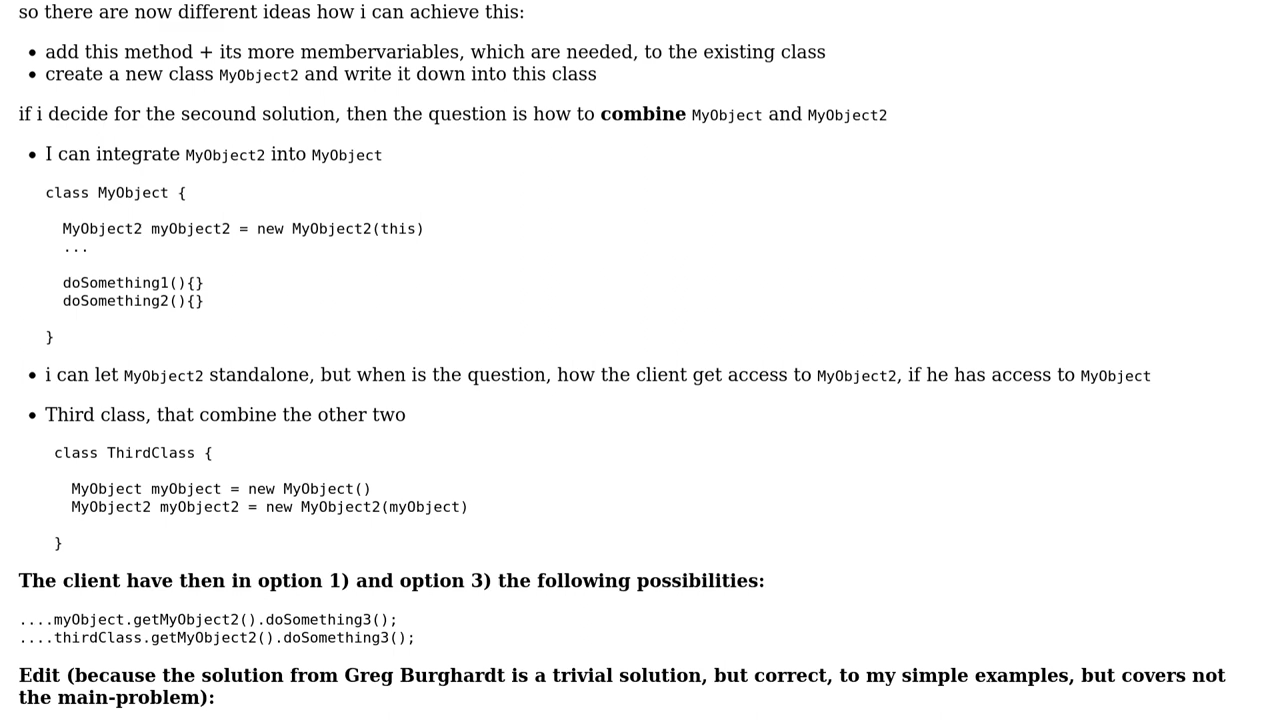 so there are now different ideas how i can achieve this:
• add this method + its more membervariables, which are needed, to the existing class
• create a new class MyObject2 and write it down into this class
if i decide for the secound solution, then the question is how to combine MyObject and MyObject2
• I can integrate MyObject2 into MyObject
class MyObject {
MyObject2 myObject2 = new MyObject2(this)
...
doSomething1(){}
doSomething2(){}
}
• i can let MyObject2 standalone, but when is the question, how the client get access to MyObject2, if he has access to MyObject
• Third class, that combine the other two
class ThirdClass {
MyObject myObject = new MyObject()
MyObject2 myObject2 = new MyObject2(myObject)
}
The client have then in option 1) and option 3) the following possibilities:
....myObject.getMyObject2().doSomething3();
....thirdClass.getMyObject2().doSomething3();
Edit (because the solution from Greg Burghardt is a trivial solution, but correct, to my simple examples, but covers not
the main-problem):